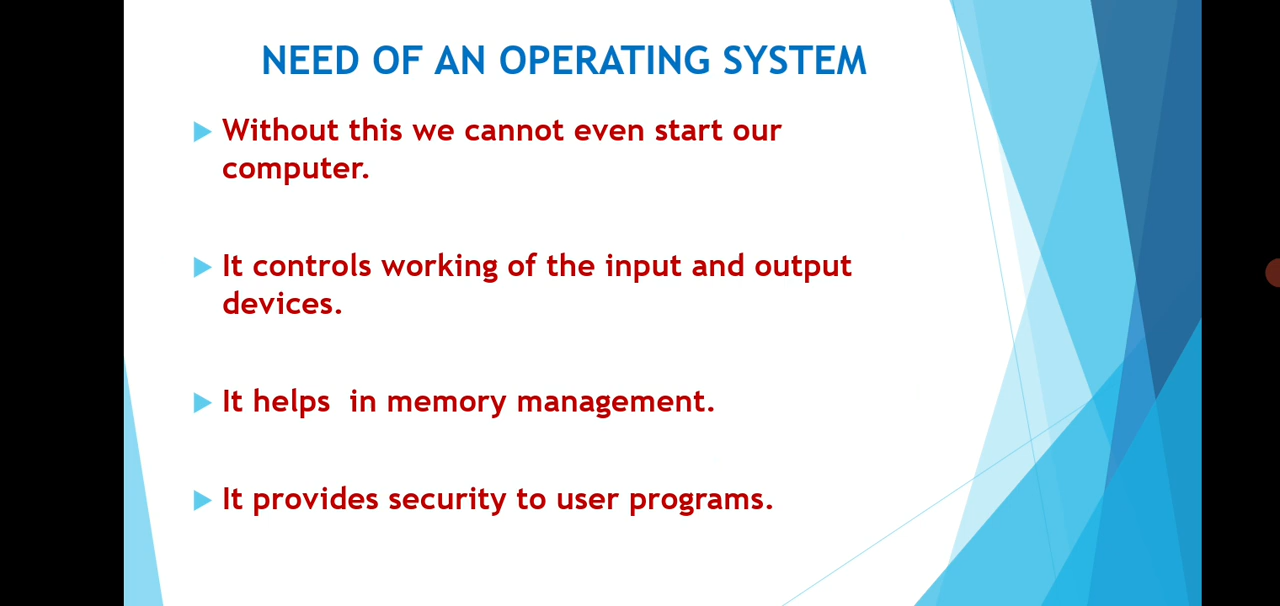 NEED OF AN OPERATING SYSTEM
Without this we cannot even start our
computer.
It controls working of the input and output
devices.
It helps  in memory management.
It provides security to user programs.